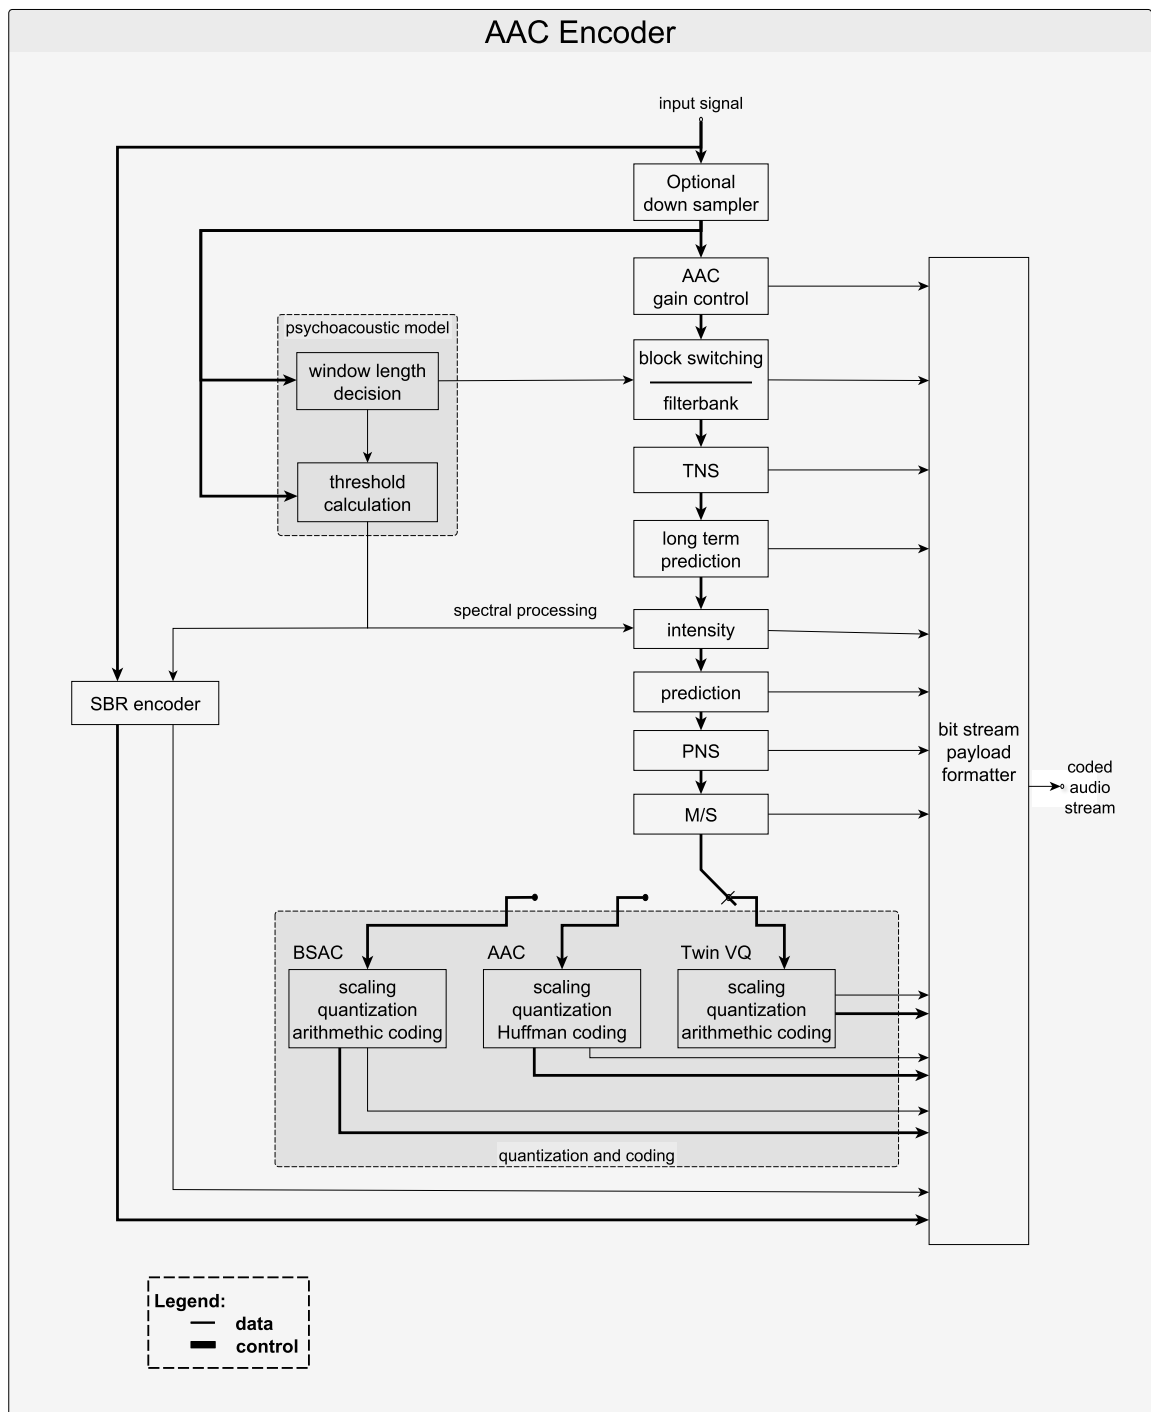 AAC Encoder
input signal
Optional
down sampler
AAC
gain control
psychoacoustic model
window length
decision
block switching
filterbank
threshold
calculation
TNS
long term
prediction
spectral processing
intensity
SBR encoder
prediction
PNS
M/S
bit stream
payload
formatter
coded
audio
stream
BSAC
scaling
quantization
arithmethic coding
AAC
scaling
quantization
Huffman coding
Twin VQ
scaling
quantization
arithmethic coding
quantization and coding
Legend:
data
control